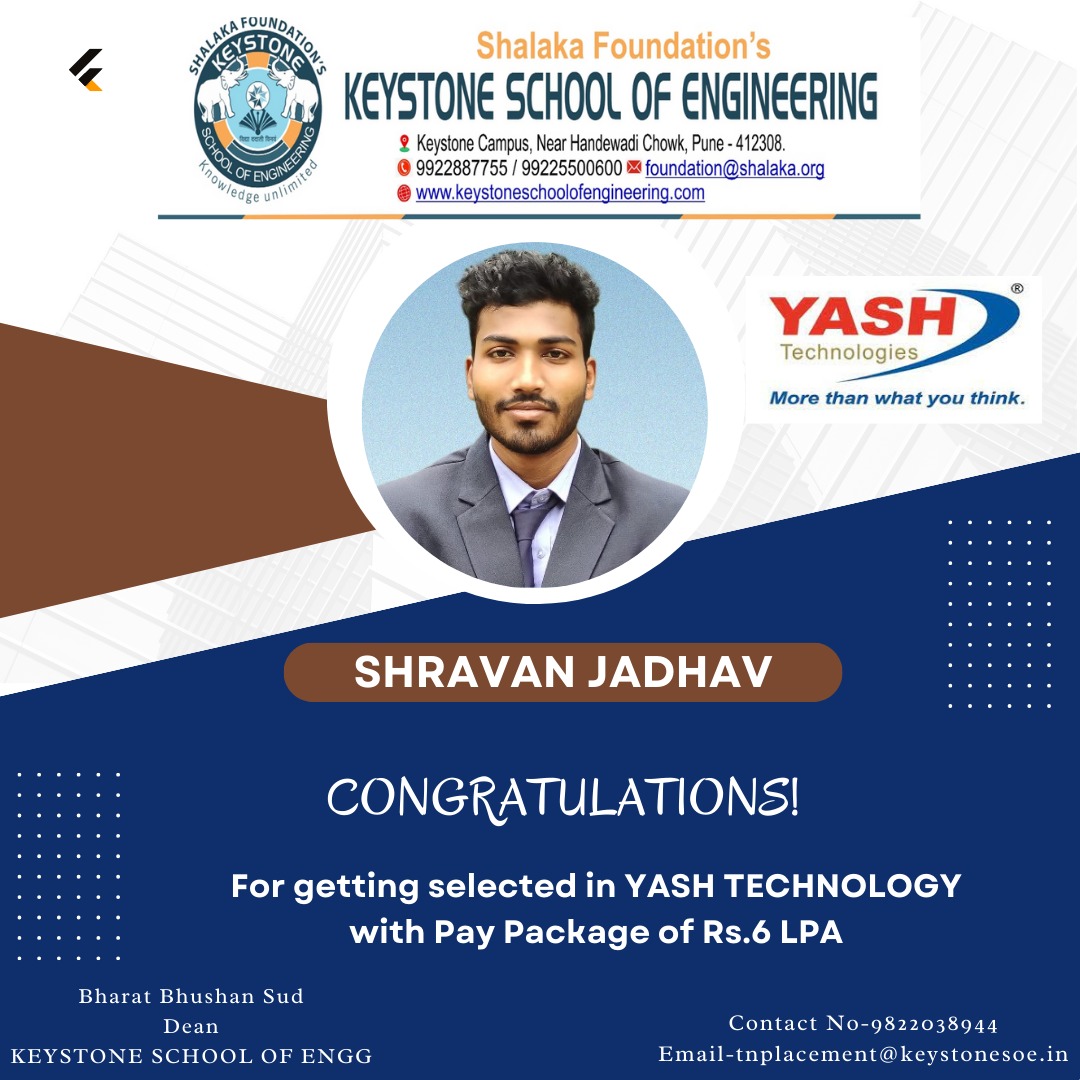 SHALAKA FOUNDATION'S
KEYSTONE
SCHOOL OF ENGINEERING
Knowledge unlimited
Shalaka Foundation's
KEYSTONE SCHOOL OF ENGINEERING
Keystone Campus, Near Handewadi Chowk, Pune - 412308.
9922887755 / 99225500600 foundation@shalaka.org
www.keystoneschoolofengineering.com
YASH ®
Technologies
More than what you think.
SHRAVAN JADHAV
CONGRATULATIONS!
For getting selected in YASH TECHNOLOGY
with Pay Package of Rs.6 LPA
Bharat Bhushan Sud
Dean
KEYSTONE SCHOOL OF ENGG
Contact No-9822038944
Email-tnplacement@keystonesoe.in